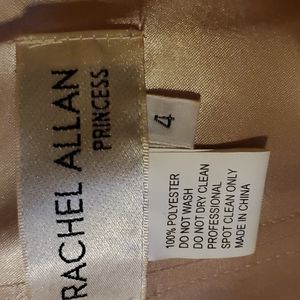 RACHEL ALLAN
PRINCESS
4
100% POLYESTER
DO NOT WASH
DO NOT DRY CLEAN
PROFESSIONAL
SPOT CLEAN ONLY
MADE IN CHINA